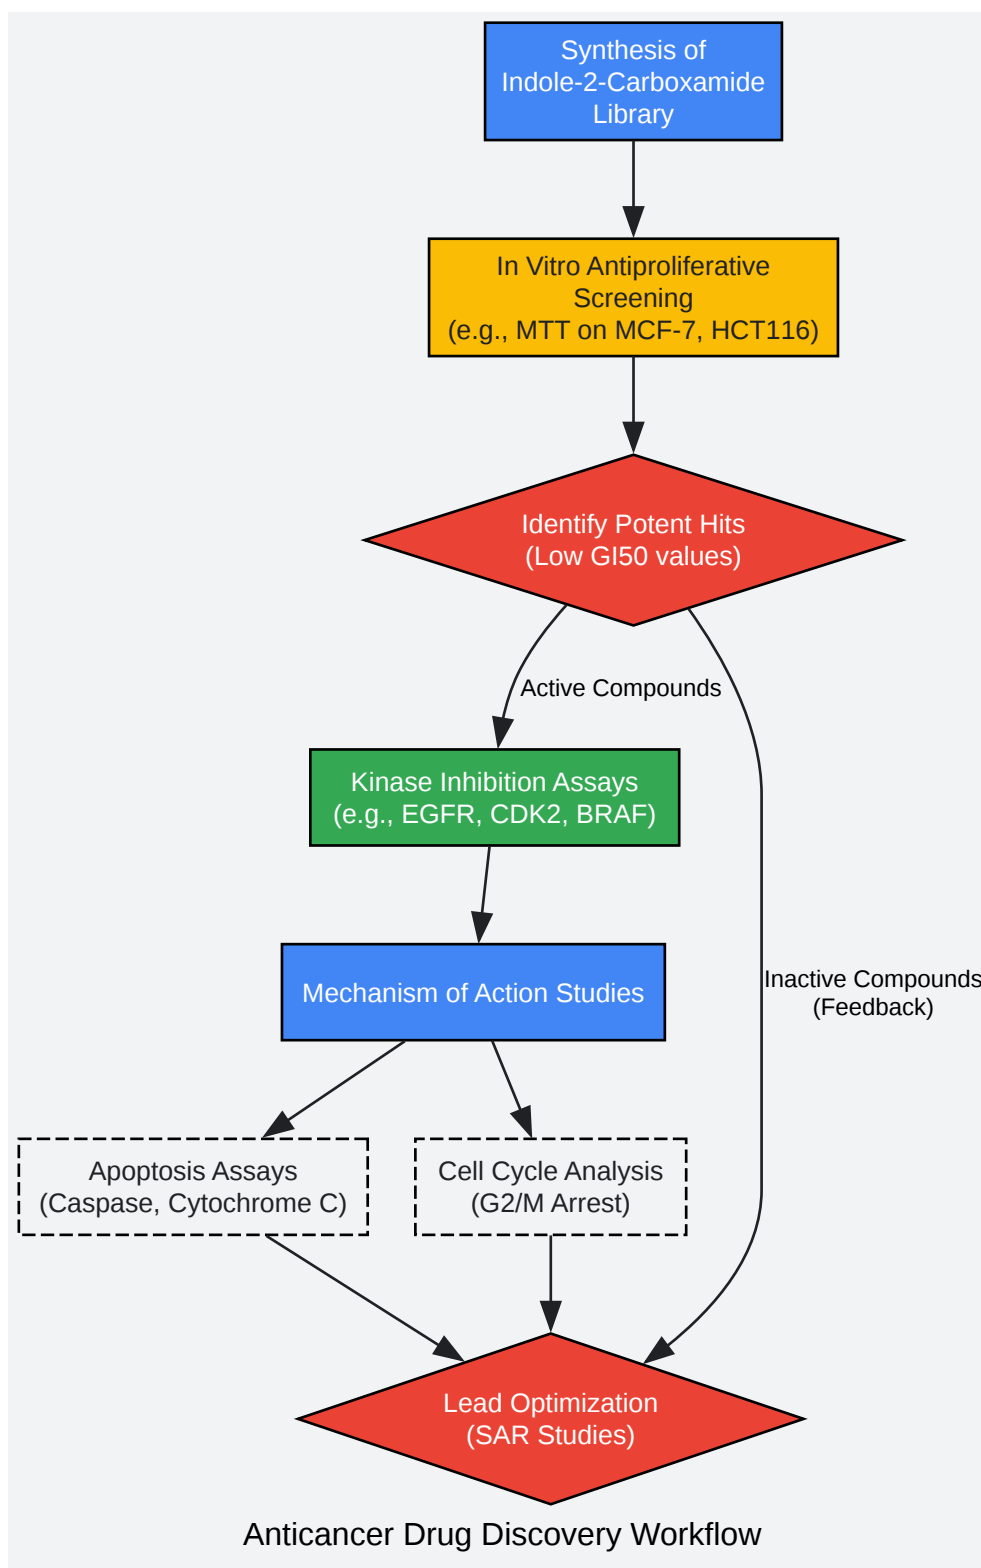 Synthesis of
Indole-2-Carboxamide
Library
In Vitro Antiproliferative
Screening
(e.g., MTT on MCF-7, HCT116)
Identify Potent Hits
(Low GI50 values)
Active Compounds
Kinase Inhibition Assays
(e.g., EGFR, CDK2, BRAF)
Mechanism of Action Studies
Inactive Compounds
(Feedback)
Apoptosis Assays
(Caspase, Cytochrome C)
Cell Cycle Analysis
(G2/M Arrest)
Lead Optimization
(SAR Studies)
Anticancer Drug Discovery Workflow